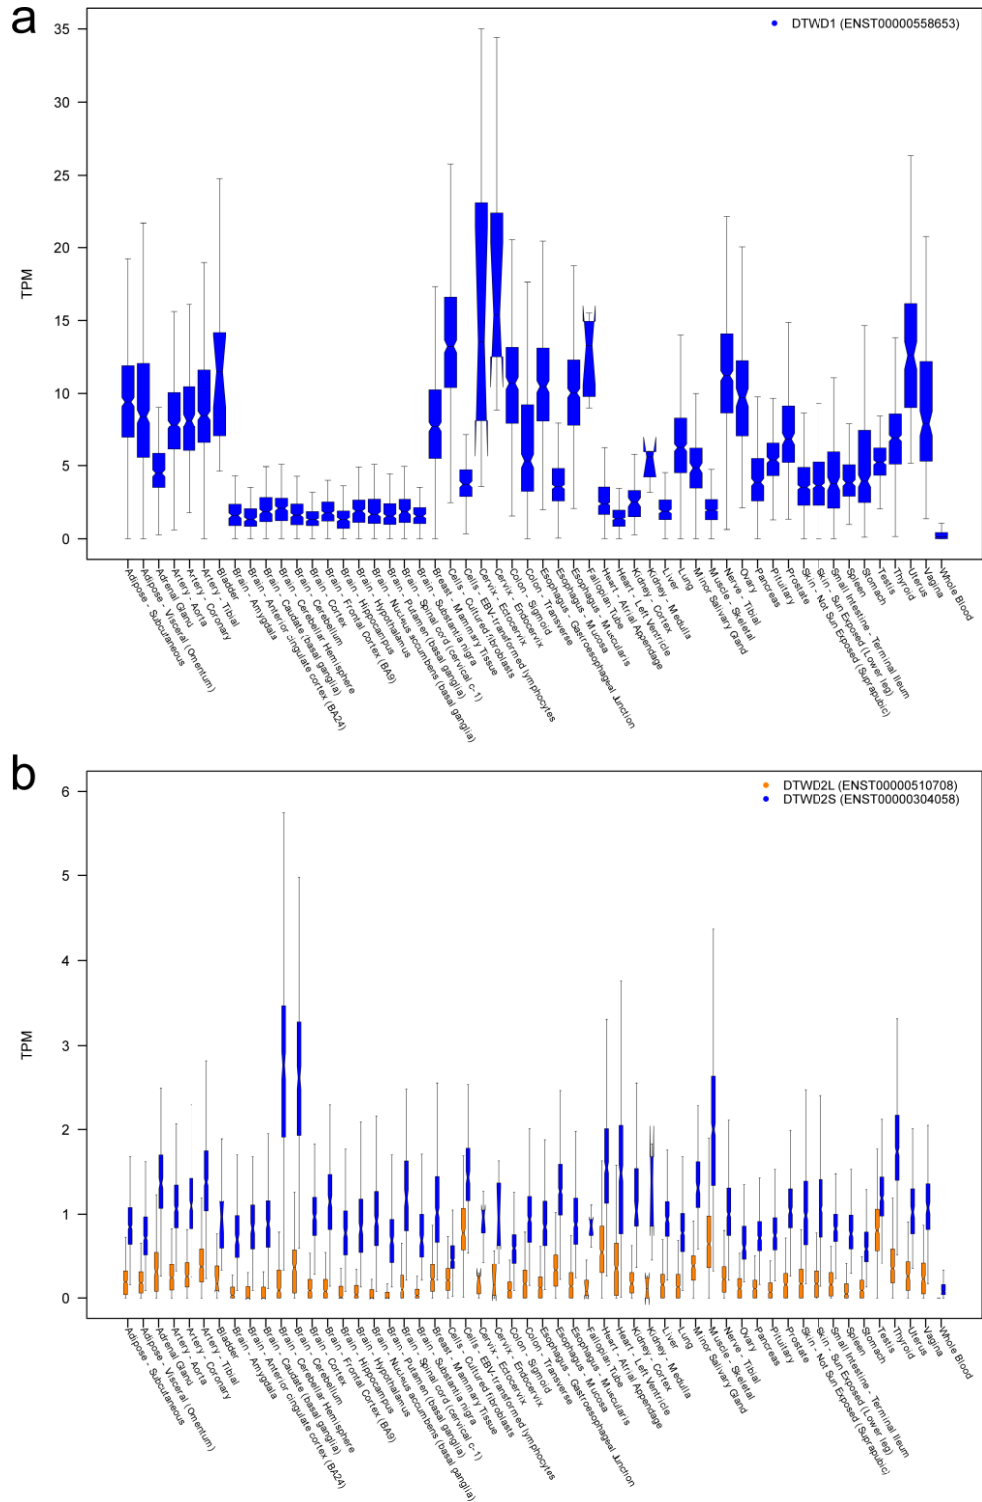 a
DTWD1 (ENST00000558653)
35
30
25
20
15
10
5
0
TPM
Adipose - Subcutaneous
Adipose - Visceral (Omentum)
Adrenal Gland
Artery - Aorta
Artery - Coronary
Artery - Tibial
Bladder
Brain - Amygdala
Brain - Anterior cingulate cortex (BA24)
Brain - Caudate (basal ganglia)
Brain - Cerebellar Hemisphere
Brain - Cerebellum
Brain - Cortex
Brain - Frontal Cortex (BA9)
Brain - Hippocampus
Brain - Hypothalamus
Brain - Nucleus accumbens (basal ganglia)
Brain - Putamen (basal ganglia)
Brain - Spinal cord (cervical c-1)
Brain - Substantia nigra
Breast - Mammary Tissue
Cells - Cultured fibroblasts
Cells - EBV-transformed lymphocytes
Cervix - Ectocervix
Cervix - Endocervix
Colon - Sigmoid
Colon - Transverse
Esophagus - Gastroesophageal Junction
Esophagus - Mucosa
Esophagus - Muscularis
Fallopian Tube
Heart - Atrial Appendage
Heart - Left Ventricle
Kidney - Cortex
Kidney - Medulla
Liver
Lung
Minor Salivary Gland
Muscle - Skeletal
Nerve - Tibial
Ovary
Pancreas
Pituitary
Prostate
Skin - Not Sun Exposed (Suprapubic)
Skin - Sun Exposed (Lower leg)
Small Intestine - Terminal Ileum
Spleen
Stomach
Testis
Thyroid
Uterus
Vagina
Whole Blood
b
DTWD2L (ENST00000510708)
DTWD2S (ENST00000304058)
6
5
4
3
2
1
0
TPM
Adipose - Subcutaneous
Adipose - Visceral (Omentum)
Adrenal Gland
Artery - Aorta
Artery - Coronary
Artery - Tibial
Bladder
Brain - Amygdala
Brain - Anterior cingulate cortex (BA24)
Brain - Caudate (basal ganglia)
Brain - Cerebellar Hemisphere
Brain - Cerebellum
Brain - Cortex
Brain - Frontal Cortex (BA9)
Brain - Hippocampus
Brain - Hypothalamus
Brain - Nucleus accumbens (basal ganglia)
Brain - Putamen (basal ganglia)
Brain - Spinal cord (cervical c-1)
Brain - Substantia nigra
Breast - Mammary Tissue
Cells - Cultured fibroblasts
Cells - EBV-transformed lymphocytes
Cervix - Ectocervix
Cervix - Endocervix
Colon - Sigmoid
Colon - Transverse
Esophagus - Gastroesophageal Junction
Esophagus - Mucosa
Esophagus - Muscularis
Fallopian Tube
Heart - Atrial Appendage
Heart - Left Ventricle
Kidney - Cortex
Kidney - Medulla
Liver
Lung
Minor Salivary Gland
Muscle - Skeletal
Nerve - Tibial
Ovary
Pancreas
Pituitary
Prostate
Skin - Not Sun Exposed (Suprapubic)
Skin - Sun Exposed (Lower leg)
Small Intestine - Terminal Ileum
Spleen
Stomach
Testis
Thyroid
Uterus
Vagina
Whole Blood